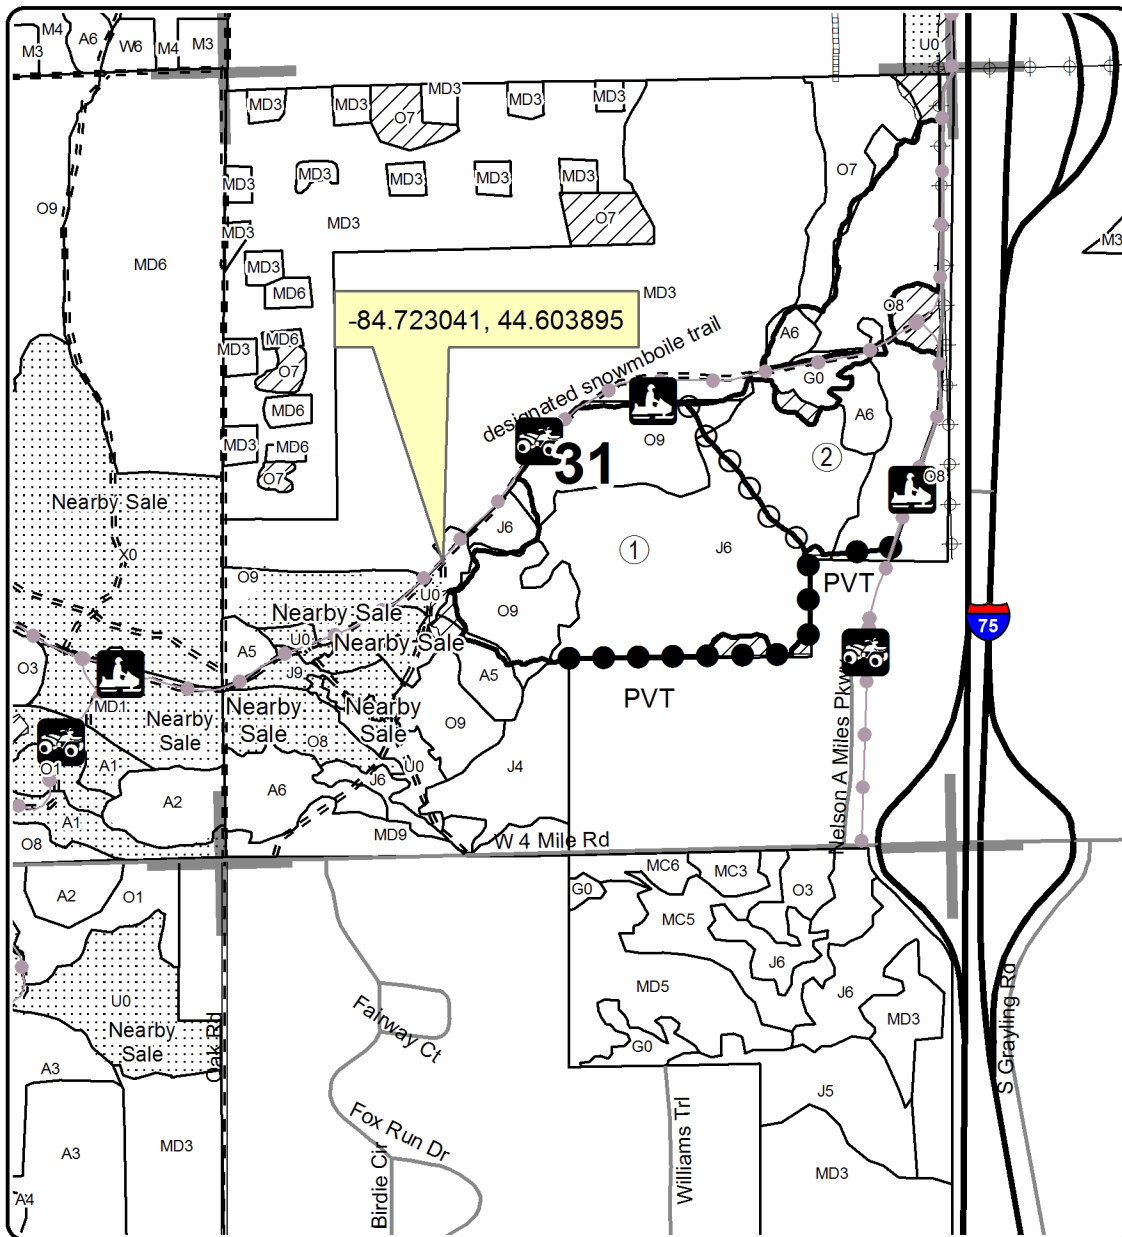 M4
M3
A6
W6
M4
M3
U0
MD3
MD3
MD3
O7
MD3
MD3
O7
MD3
MD3
MD3
MD3
MD3
O9
MD3
MD3
O7
MD6
MD3
M3
MD6
MD3
-84.723041, 44.603895
O8
MD3
MD6
A6
O7
designated snowmboile trail
G0
MD6
A6
MD3
MD6
O9
31
2
O7
O8
Nearby Sale
J6
1
J6
X0
O9
PVT
U0
O9
Nearby Sale
75
U0
Nearby Sale
A5
O3
J9
A5
MD1
PVT
Nelson A Miles Pkwy
Nearby
Sale
Nearby
Sale
Nearby
Sale
O9
O8
O1
A1
U0
J6
J4
A2
A6
A1
MD9
W 4 Mile Rd
O8
MC6
MC3
A2
O1
G0
O3
MC5
J6
U0
MD5
J6
Fairway Ct
MD3
Nearby
Sale
Oak Rd
G0
S Grayling Rd
A3
J5
Fox Run Dr
Williams Trl
A3
MD3
MD3
Birdie Cir
A4